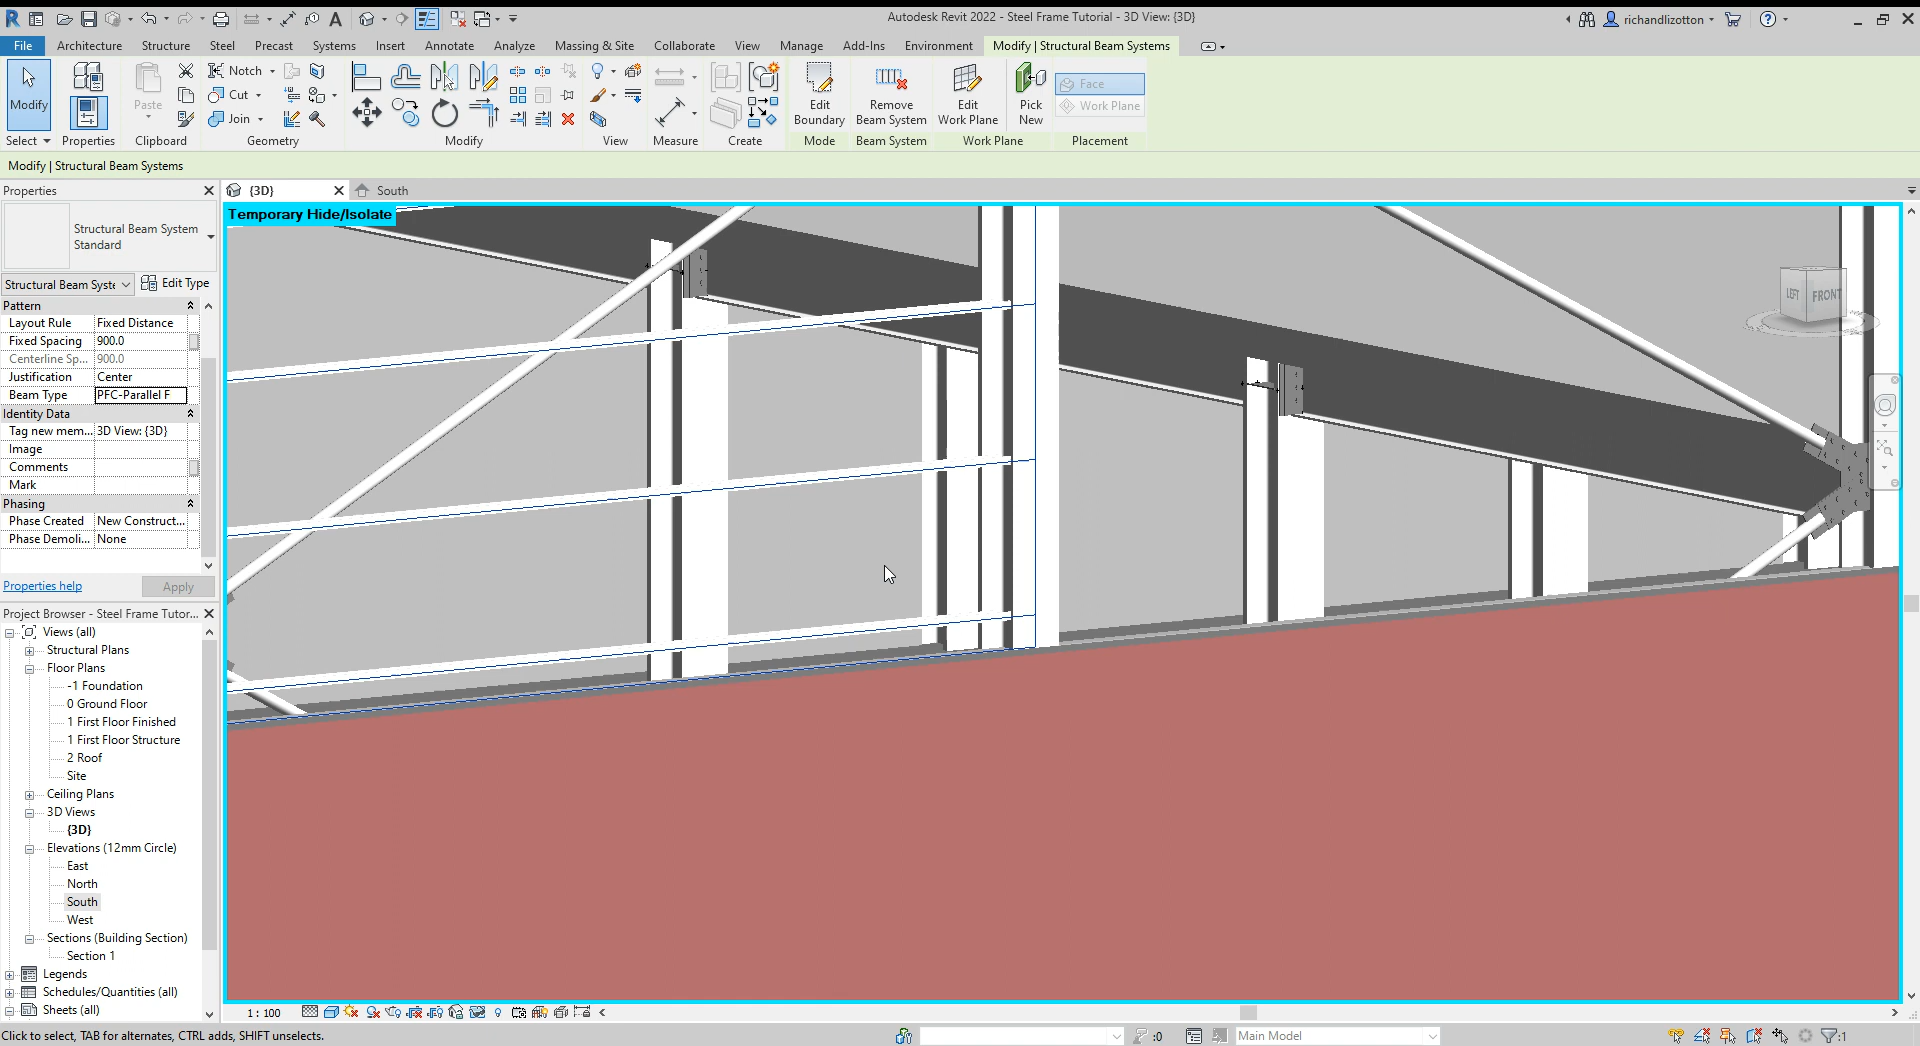 Autodesk Revit 2022 - Steel Frame Tutorial - 3D View: {3D}
richandlizotton
File Architecture Structure Steel Precast Systems Insert Annotate Analyze Massing & Site Collaborate View Manage Add-Ins Environment Modify | Structural Beam Systems
Modify
Paste
Notch
Cut
Join
Edit Boundary
Remove Beam System
Edit Work Plane
Pick New
Face
Work Plane
Select Properties Clipboard Geometry Modify View Measure Create Mode Beam System Work Plane Placement
Modify | Structural Beam Systems
Properties
{3D}
South
Temporary Hide/Isolate
Structural Beam System
Standard
Structural Beam Syste
Edit Type
Pattern
Layout Rule Fixed Distance
Fixed Spacing 900.0
Centerline Sp... 900.0
Justification Center
Beam Type PFC-Parallel F
Identity Data
Tag new mem... 3D View: {3D}
Image
Comments
Mark
Phasing
Phase Created New Construct...
Phase Demoli... None
Properties help
Apply
LEFT
FRONT
Project Browser - Steel Frame Tutor...
Views (all)
Structural Plans
Floor Plans
-1 Foundation
0 Ground Floor
1 First Floor Finished
1 First Floor Structure
2 Roof
Site
Ceiling Plans
3D Views
{3D}
Elevations (12mm Circle)
East
North
South
West
Sections (Building Section)
Section 1
Legends
Schedules/Quantities (all)
Sheets (all)
1 : 100
Click to select, TAB for alternates, CTRL adds, SHIFT unselects.
:0
Main Model
:1